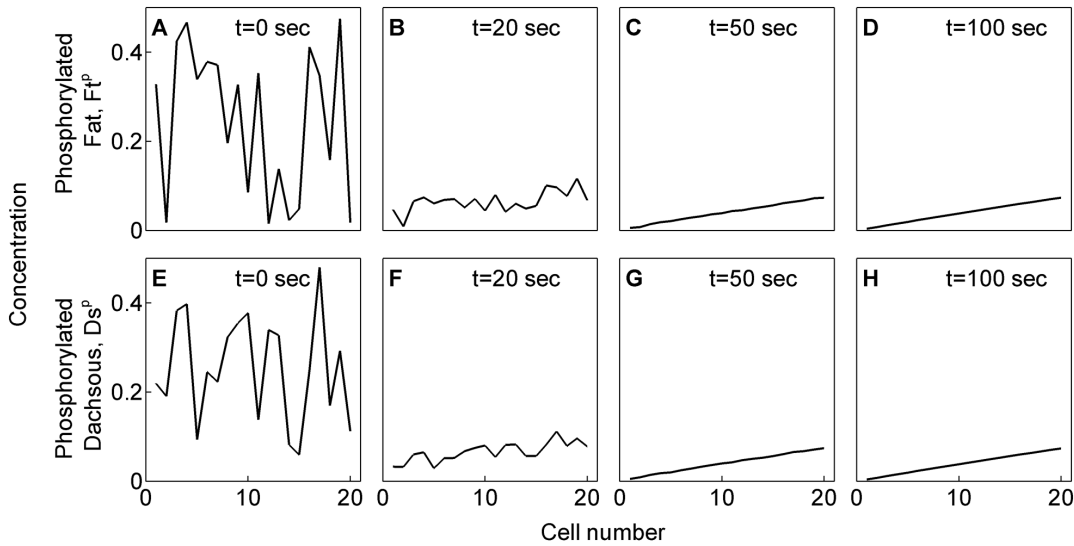 A t=0 sec
B t=20 sec
C t=50 sec
D t=100 sec
Phosphorylated
Fat, Ftᵖ
0.4
0.2
0
Concentration
E t=0 sec
F t=20 sec
G t=50 sec
H t=100 sec
Phosphorylated
Dachsous, Dsᵖ
0.4
0.2
0
0 10 20 0 10 20 0 10 20 0 10 20
Cell number